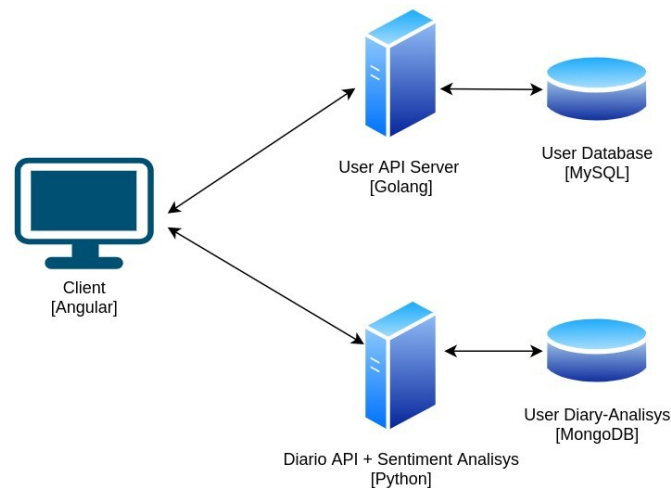 User API Server
[Golang]
User Database
[MySQL]
Client
[Angular]
Diario API + Sentiment Analisys
[Python]
User Diary-Analisys
[MongoDB]